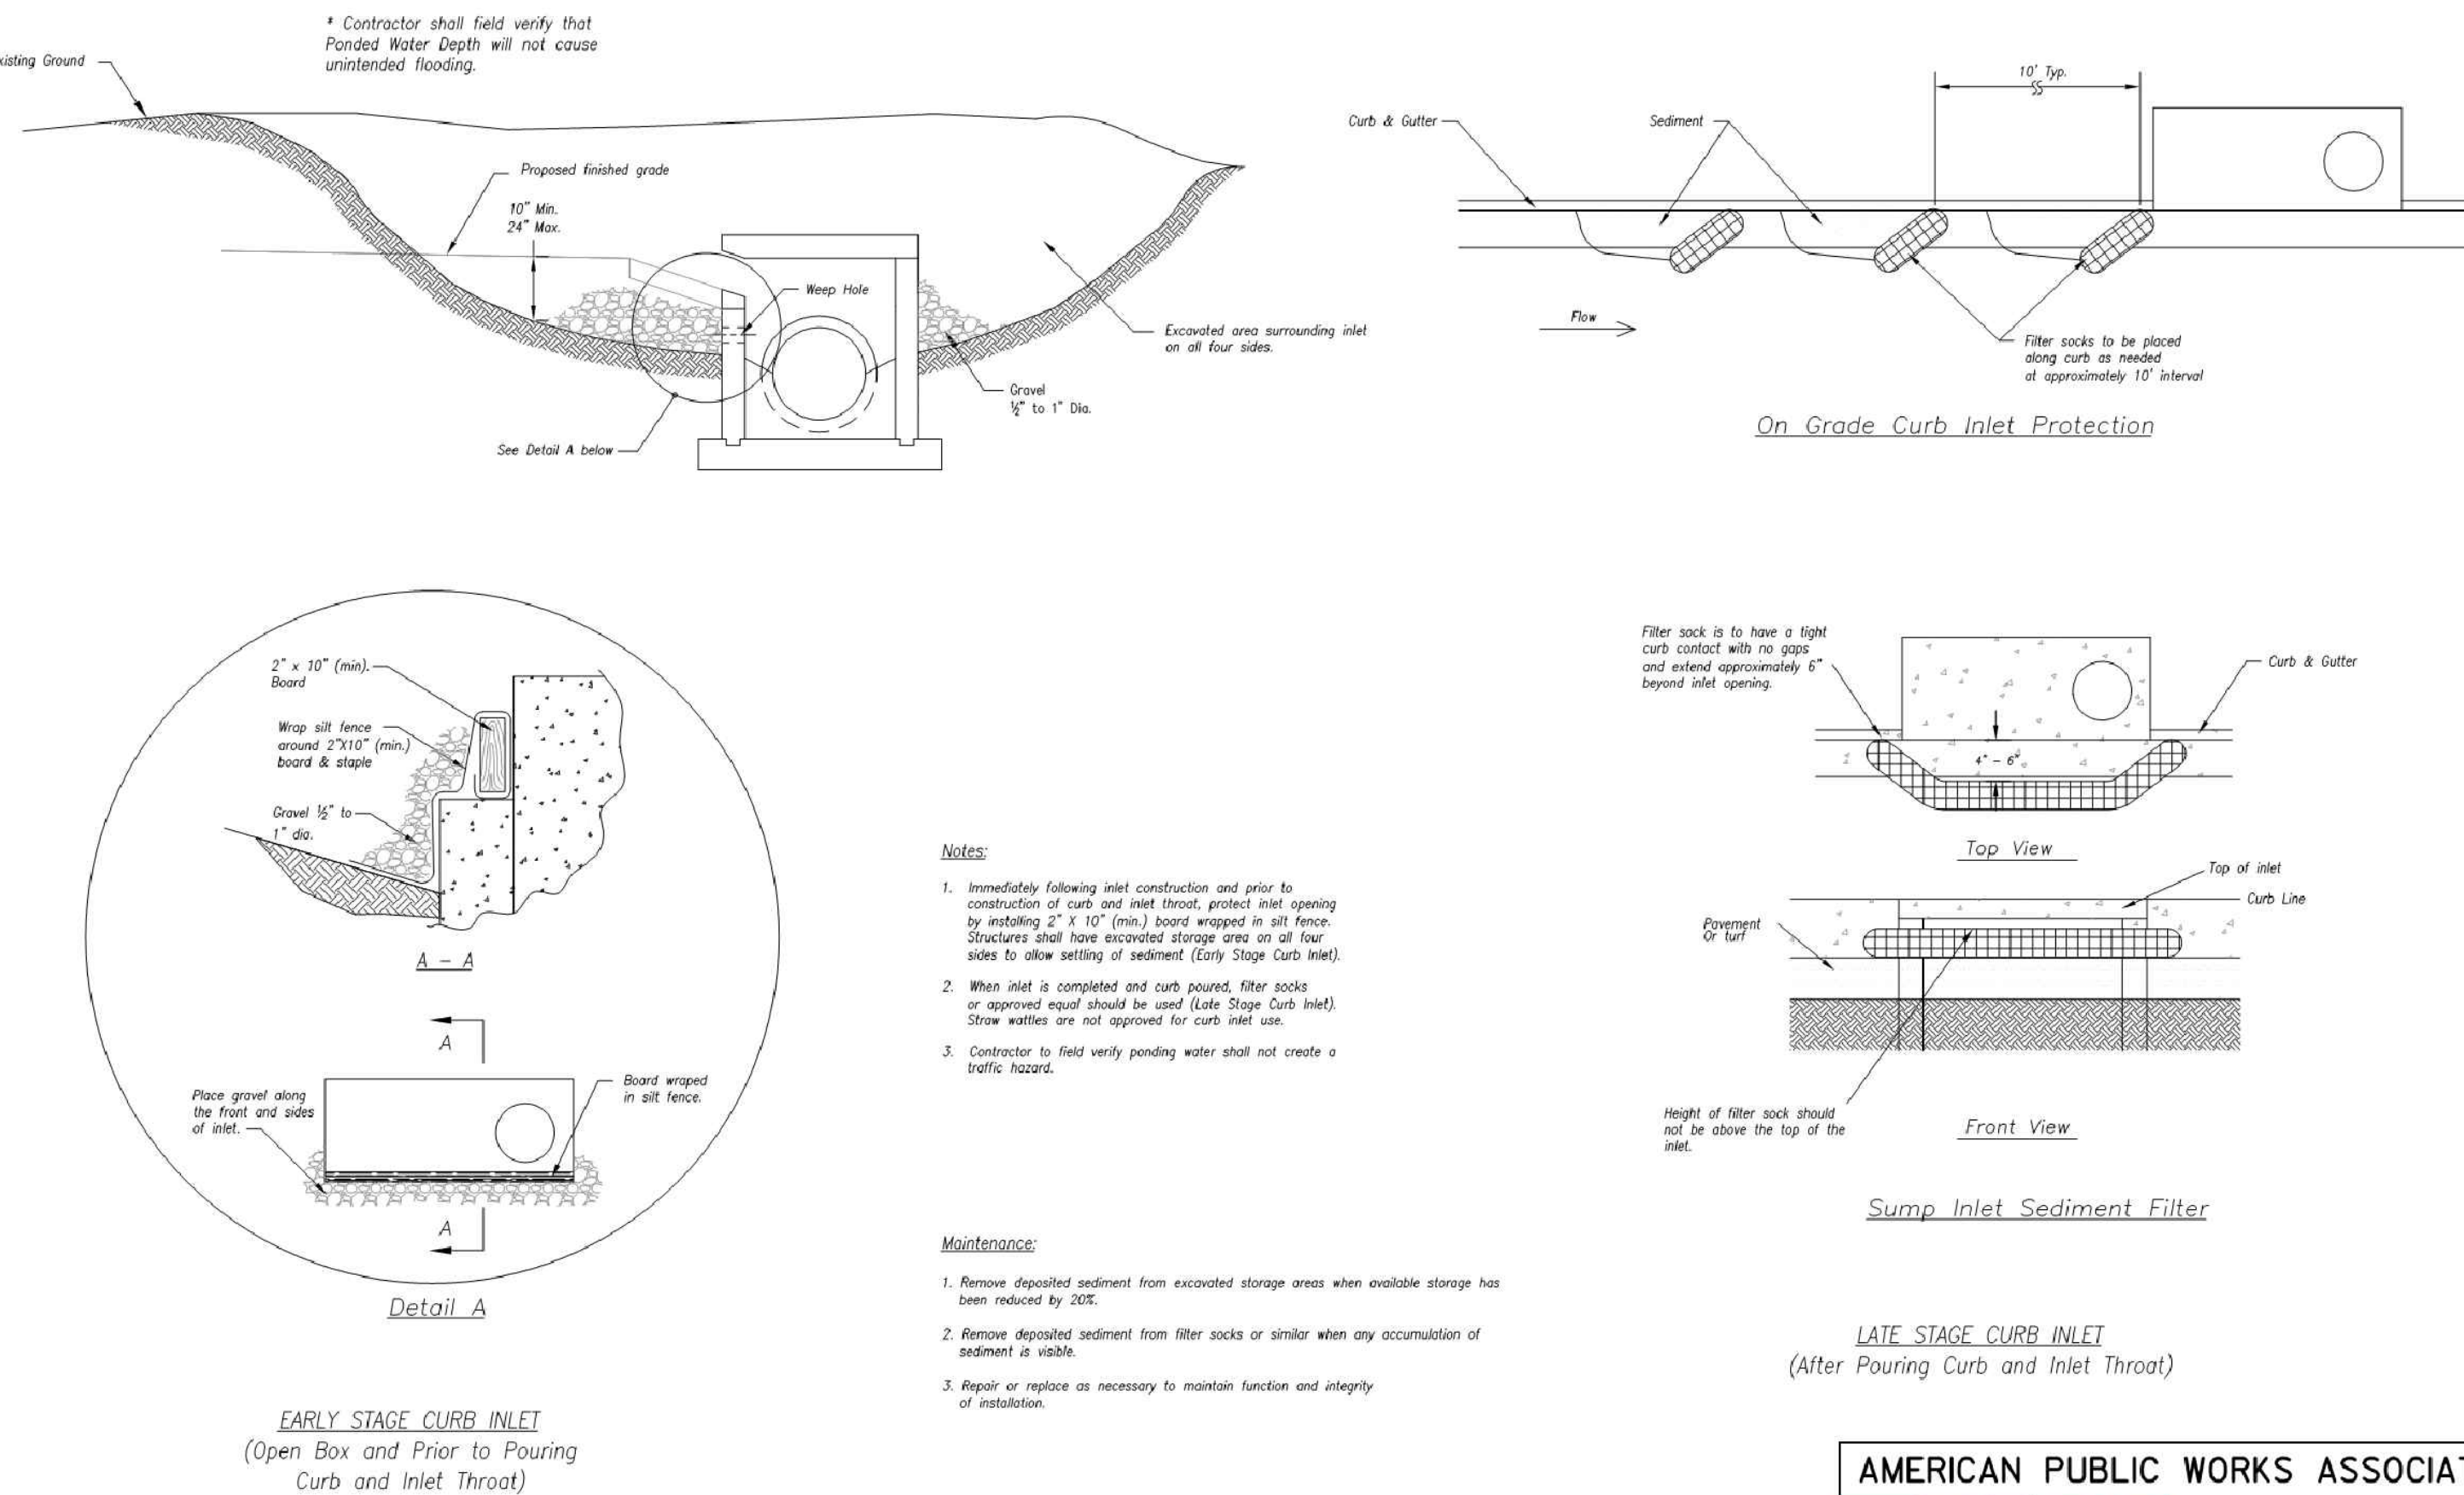 * Contractor shall field verify that
Ponded Water Depth will not cause
unintended flooding.
xisting Ground
Proposed finished grade
10" Min.
24" Max.
Weep Hole
Excavated area surrounding inlet
on all four sides.
Gravel
½" to 1" Dia.
See Detail A below
10' Typ.
Curb & Gutter
Sediment
Flow
Filter socks to be placed
along curb as needed
at approximately 10' interval
On Grade Curb Inlet Protection
2" x 10" (min).
Board
Wrap silt fence
around 2"X10" (min.)
board & staple
Gravel ½" to
1" dia.
A - A
A
Place gravel along
the front and sides
of inlet.
Board wraped
in silt fence.
A
Detail A
EARLY STAGE CURB INLET
(Open Box and Prior to Pouring
Curb and Inlet Throat)
Notes:
1. Immediately following inlet construction and prior to
construction of curb and inlet throat, protect inlet opening
by installing 2" X 10" (min.) board wrapped in silt fence.
Structures shall have excavated storage area on all four
sides to allow settling of sediment (Early Stage Curb Inlet).
2. When inlet is completed and curb poured, filter socks
or approved equal should be used (Late Stage Curb Inlet).
Straw wattles are not approved for curb inlet use.
3. Contractor to field verify ponding water shall not create a
traffic hazard.
Maintenance:
1. Remove deposited sediment from excavated storage areas when available storage has
been reduced by 20%.
2. Remove deposited sediment from filter socks or similar when any accumulation of
sediment is visible.
3. Repair or replace as necessary to maintain function and integrity
of installation.
Filter sock is to have a tight
curb contact with no gaps
and extend approximately 6"
beyond inlet opening.
Curb & Gutter
4" - 6"
Top View
Top of inlet
Curb Line
Pavement
Or turf
Height of filter sock should
not be above the top of the
inlet.
Front View
Sump Inlet Sediment Filter
LATE STAGE CURB INLET
(After Pouring Curb and Inlet Throat)
AMERICAN PUBLIC WORKS ASSOCIAT